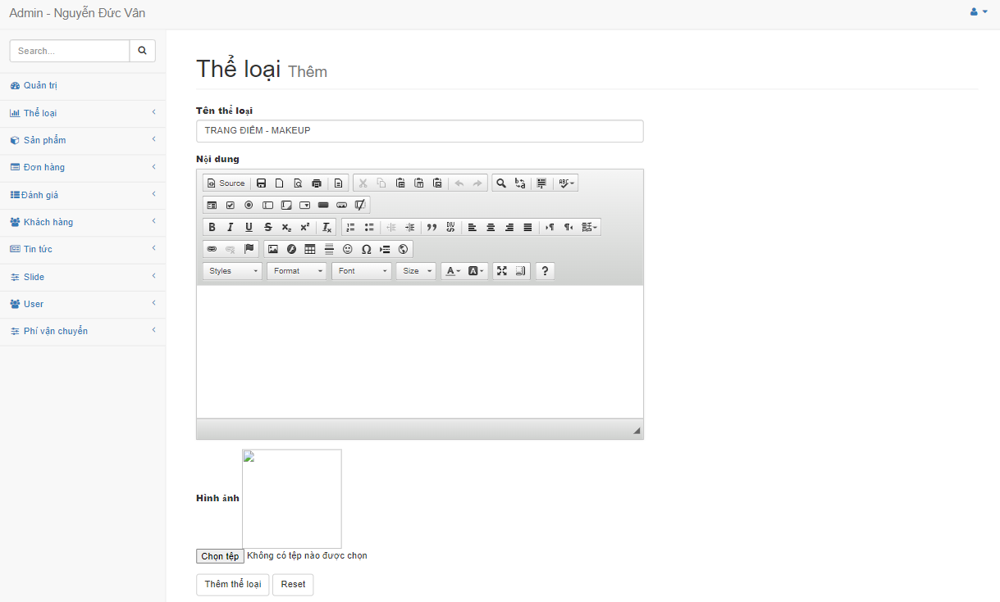 Admin - Nguyễn Đức Vân
Search...
Quản trị
Thể loại
Sản phẩm
Đơn hàng
Đánh giá
Khách hàng
Tin tức
Slide
User
Phí vận chuyển
Thể loại Thêm
Tên thể loại
TRANG ĐIỂM - MAKEUP
Nội dung
Source
Styles Format Font Size
Hình ảnh
Chọn tệp Không có tệp nào được chọn
Thêm thể loại Reset